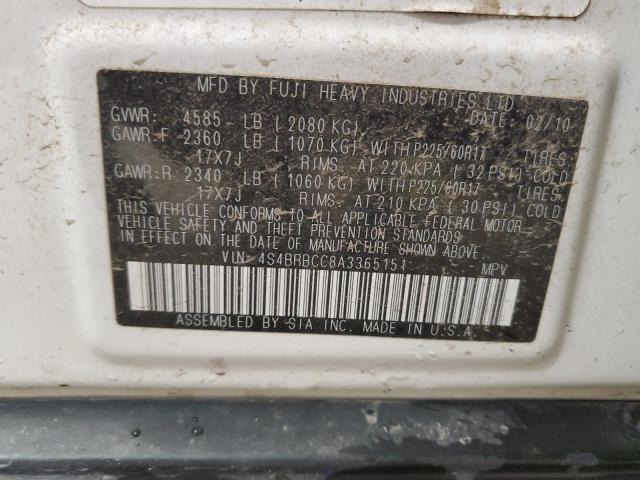 MFD BY FUJI HEAVY INDUSTRIES LTD.
GVWR: 4585 LB (2080 KG) 02/10
GAWR:F 2360 LB (1070 KG) WITH P225/60R17 TIRES,
17X7J RIMS, AT 220 KPA (32 PSI) COLD
GAWR:R 2340 LB (1060 KG) WITH P225/60R17 TIRES,
17X7J RIMS, AT 210 KPA (30 PSI) COLD
THIS VEHICLE CONFORMS TO ALL APPLICABLE FEDERAL MOTOR
VEHICLE SAFETY AND THEFT PREVENTION STANDARDS
IN EFFECT ON THE DATE OF MANUFACTURE SHOWN ABOVE.
VIN: 4S4BRBCC8A3365151 MPV
ASSEMBLED BY SIA INC. MADE IN U.S.A.